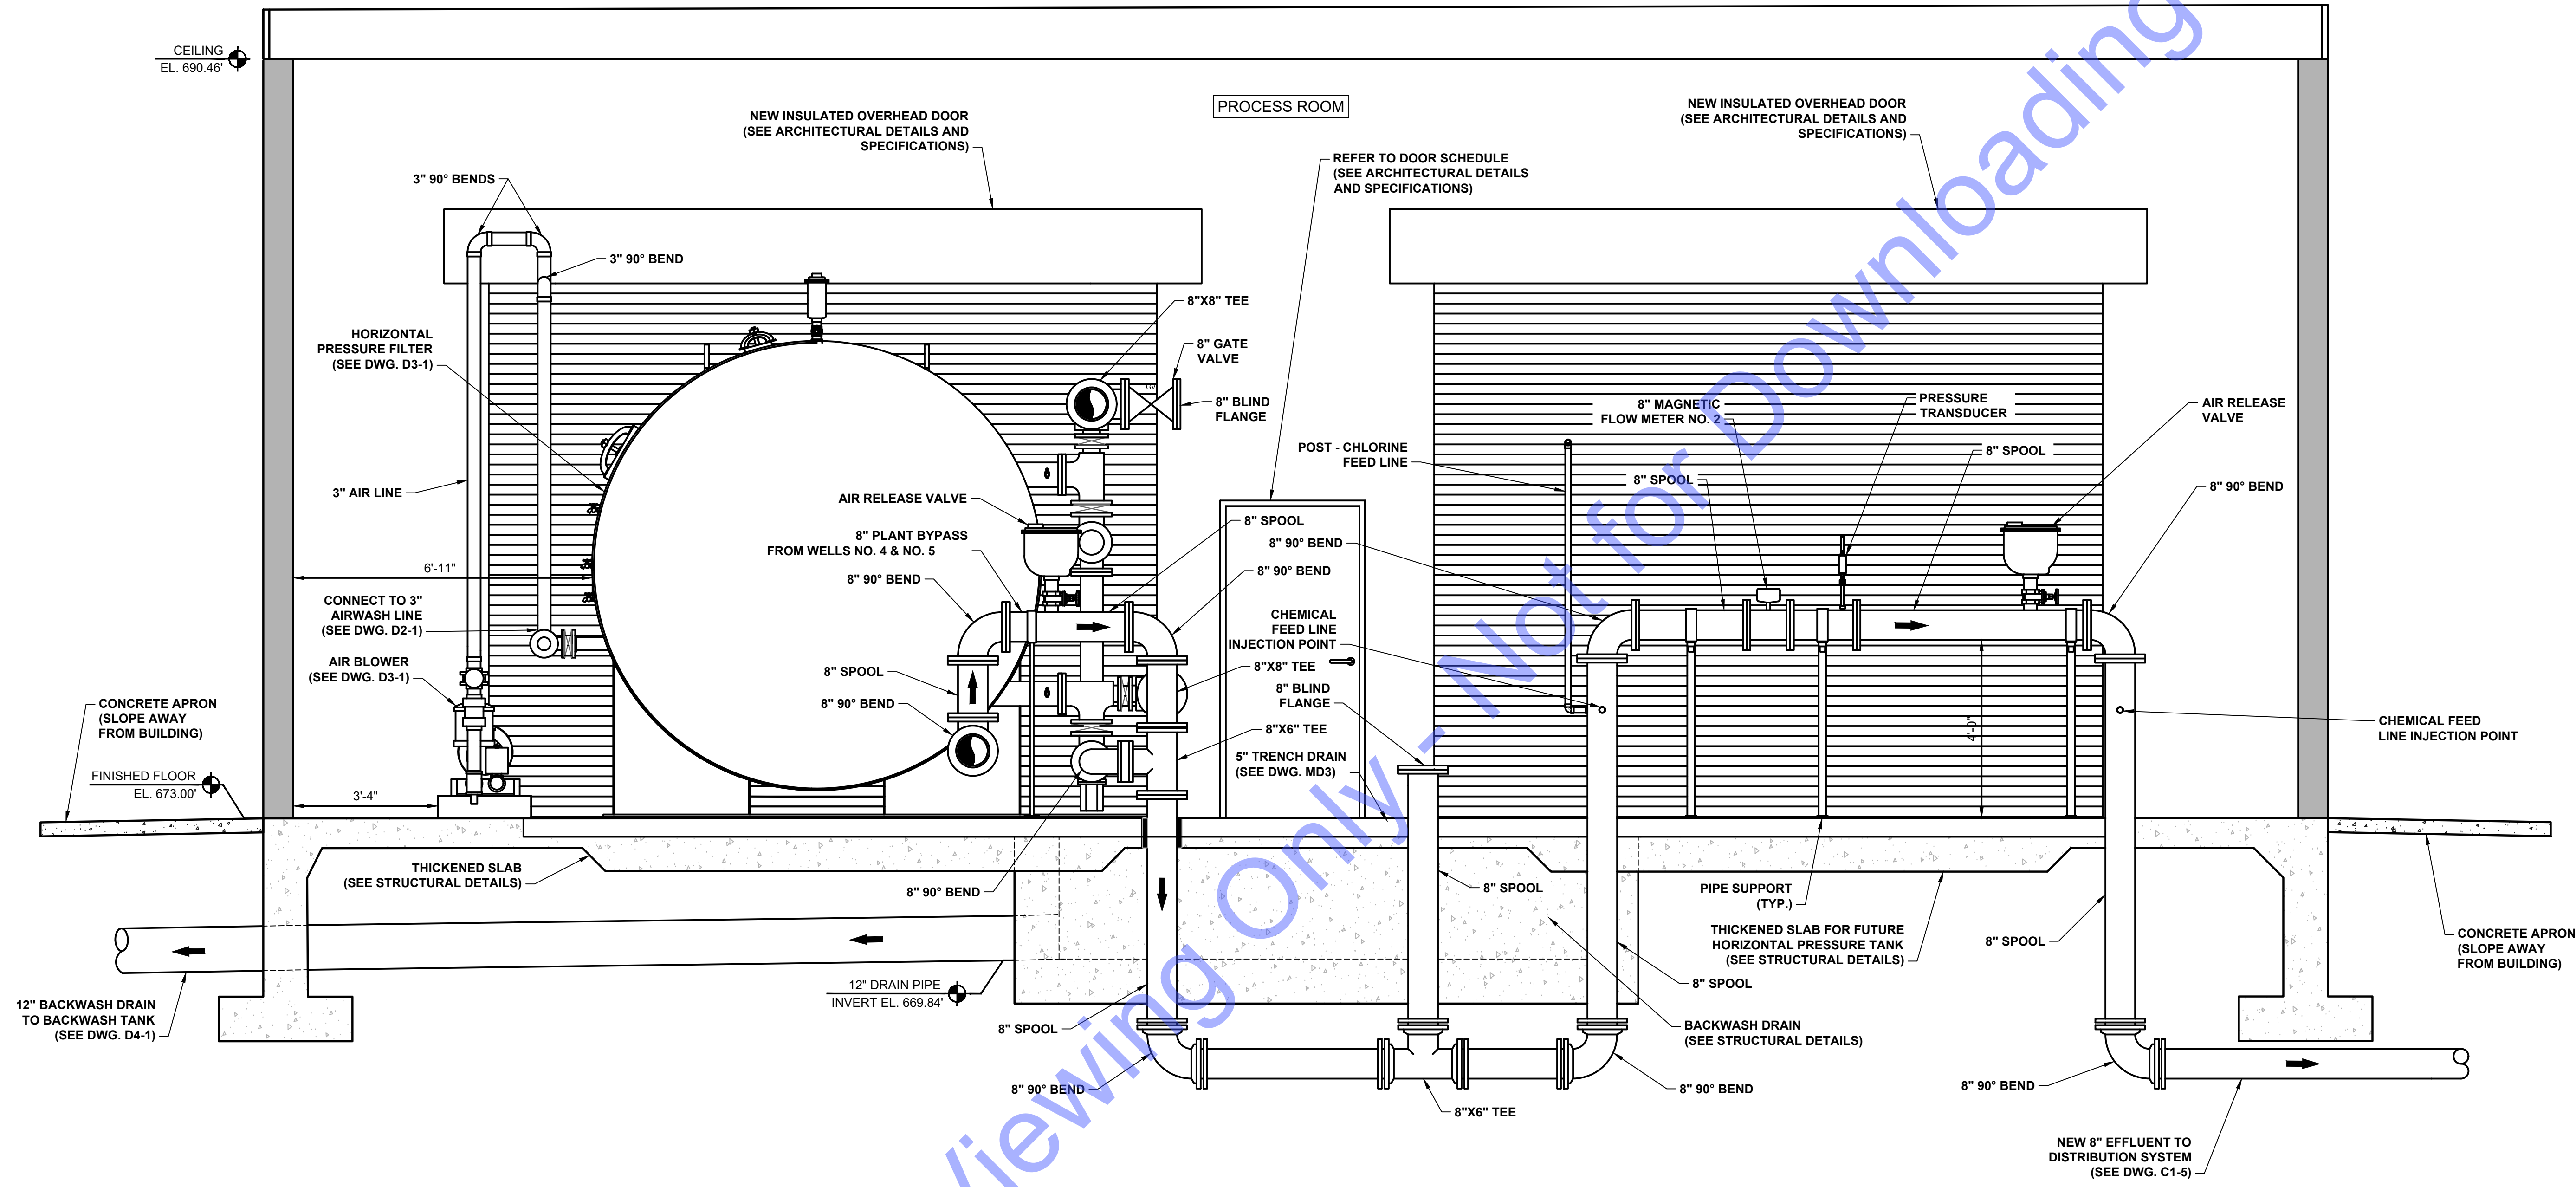 CEILING
EL. 690.46'
PROCESS ROOM
NEW INSULATED OVERHEAD DOOR
(SEE ARCHITECTURAL DETAILS AND
SPECIFICATIONS)
NEW INSULATED OVERHEAD DOOR
(SEE ARCHITECTURAL DETAILS AND
SPECIFICATIONS)
REFER TO DOOR SCHEDULE
(SEE ARCHITECTURAL DETAILS
AND SPECIFICATIONS)
3" 90° BENDS
3" 90° BEND
HORIZONTAL
PRESSURE FILTER
(SEE DWG. D3-1)
8"X8" TEE
8" GATE
VALVE
GV
8" BLIND
FLANGE
3" AIR LINE
AIR RELEASE VALVE
8" PLANT BYPASS
FROM WELLS NO. 4 & NO. 5
8" 90° BEND
6'-11"
CONNECT TO 3"
AIRWASH LINE
(SEE DWG. D2-1)
AIR BLOWER
(SEE DWG. D3-1)
8" SPOOL
8" 90° BEND
POST - CHLORINE
FEED LINE
8" SPOOL
8" 90° BEND
8" 90° BEND
CHEMICAL
FEED LINE
INJECTION POINT
8"X8" TEE
8" BLIND
FLANGE
8"X6" TEE
5" TRENCH DRAIN
(SEE DWG. MD3)
8" MAGNETIC
FLOW METER NO. 2
PRESSURE
TRANSDUCER
8" SPOOL
8" SPOOL
AIR RELEASE
VALVE
8" 90° BEND
4'-0"
CHEMICAL FEED
LINE INJECTION POINT
CONCRETE APRON
(SLOPE AWAY
FROM BUILDING)
FINISHED FLOOR
EL. 673.00'
3'-4"
THICKENED SLAB
(SEE STRUCTURAL DETAILS)
8" 90° BEND
8" SPOOL
PIPE SUPPORT
(TYP.)
THICKENED SLAB FOR FUTURE
HORIZONTAL PRESSURE TANK
(SEE STRUCTURAL DETAILS)
8" SPOOL
CONCRETE APRON
(SLOPE AWAY
FROM BUILDING)
12" DRAIN PIPE
INVERT EL. 669.84'
8" SPOOL
12" BACKWASH DRAIN
TO BACKWASH TANK
(SEE DWG. D4-1)
8" SPOOL
BACKWASH DRAIN
(SEE STRUCTURAL DETAILS)
8" 90° BEND
8" 90° BEND
8" 90° BEND
8"X6" TEE
NEW 8" EFFLUENT TO
DISTRIBUTION SYSTEM
(SEE DWG. C1-5)
Viewing Only - Not for Downloading